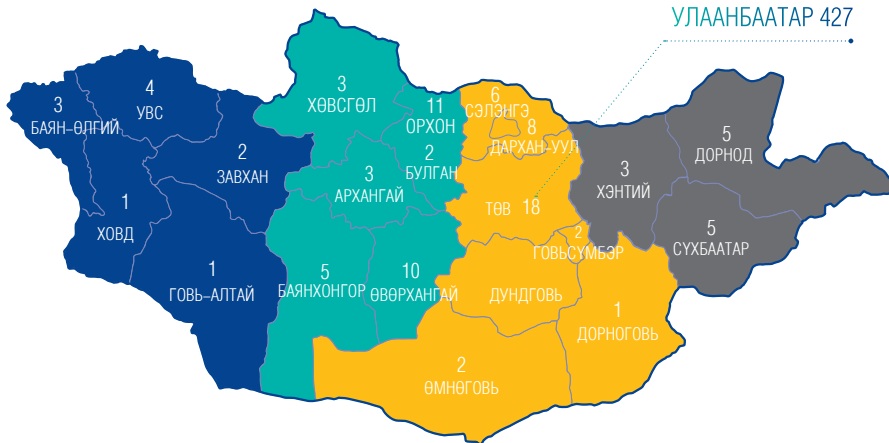 УЛААНБААТАР 427
4
УВС
3
БАЯН-ӨЛГИЙ
2
ЗАВХАН
1
ХОВД
1
ГОВЬ-АЛТАЙ
3
ХӨВСГӨЛ
11
ОРХОН
2
БУЛГАН
3
АРХАНГАЙ
5
БАЯНХОНГОР
10
ӨВӨРХАНГАЙ
6
СЭЛЭНГЭ
8
ДАРХАН-УУЛ
ТӨВ 18
2
ГОВЬСҮМБЭР
ДУНДГОВЬ
1
ДОРНОГОВЬ
2
ӨМНӨГОВЬ
3
ХЭНТИЙ
5
ДОРНОД
5
СҮХБААТАР